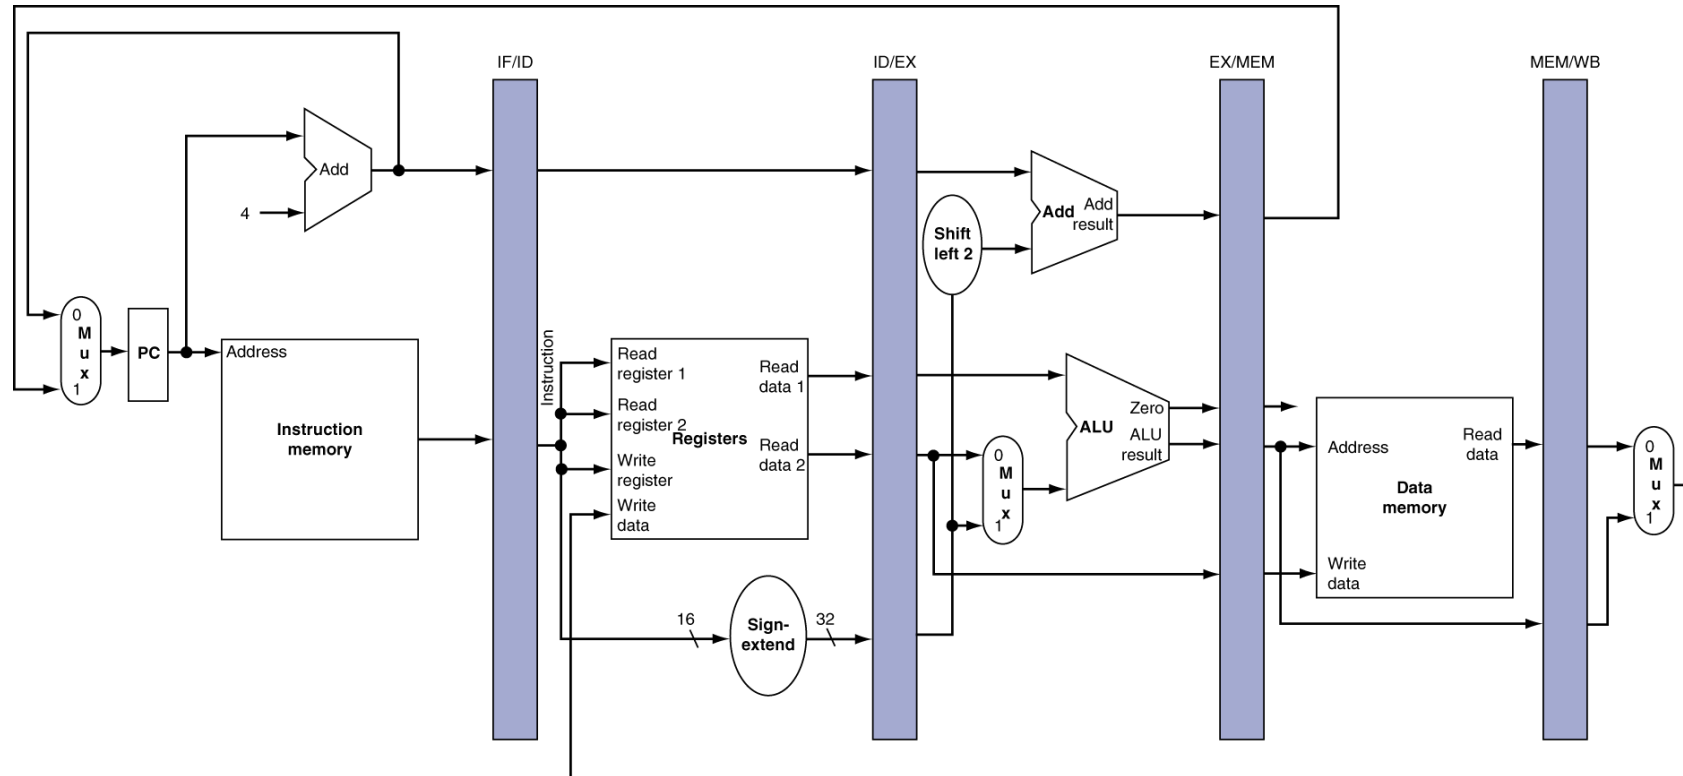 IF/ID
ID/EX
EX/MEM
MEM/WB
Add
4
Add
Add
result
Shift
left 2
0
M
u
x
1
PC
Address
Instruction
memory
Instruction
Read
register 1
Read
register 2
Write
register
Write
data
Registers
Read
data 1
Read
data 2
16
Sign-
extend
32
0
M
u
x
1
Zero
ALU
ALU
result
Address
Read
data
Data
memory
Write
data
0
M
u
x
1